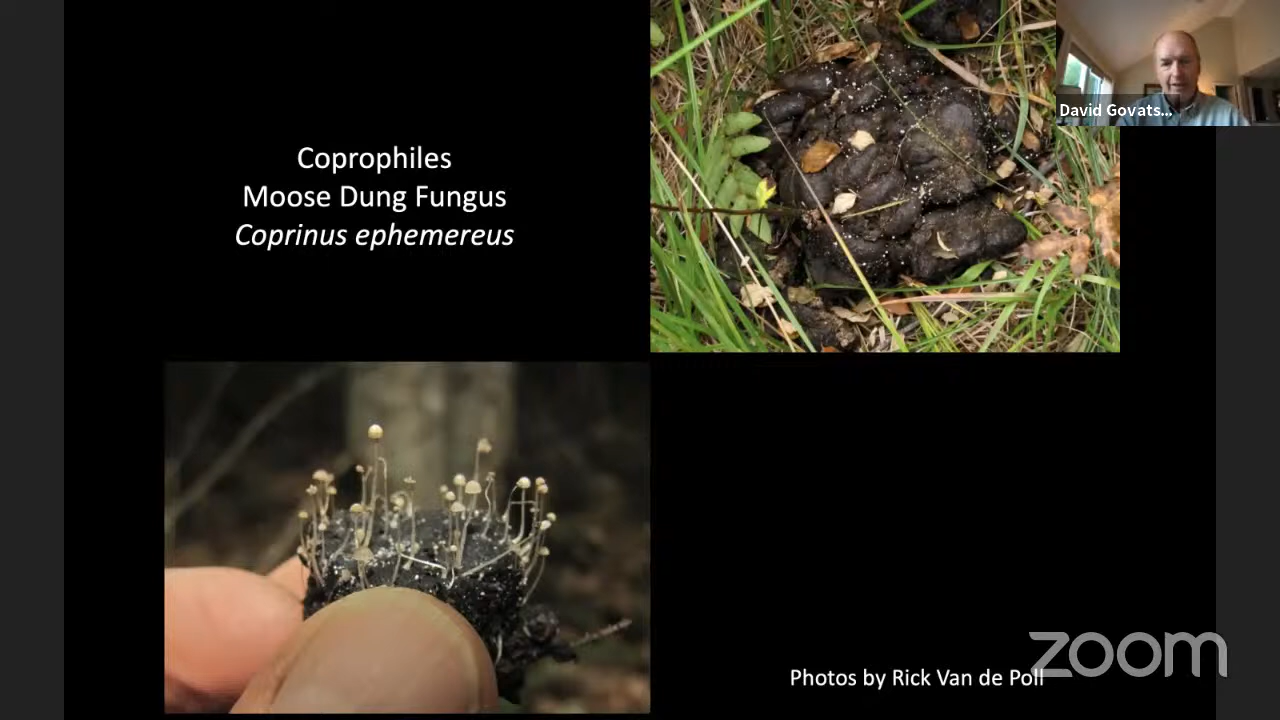 Coprophiles
Moose Dung Fungus
Coprinus ephemereus
David Govats...
Photos by Rick Van de Poll
zoom